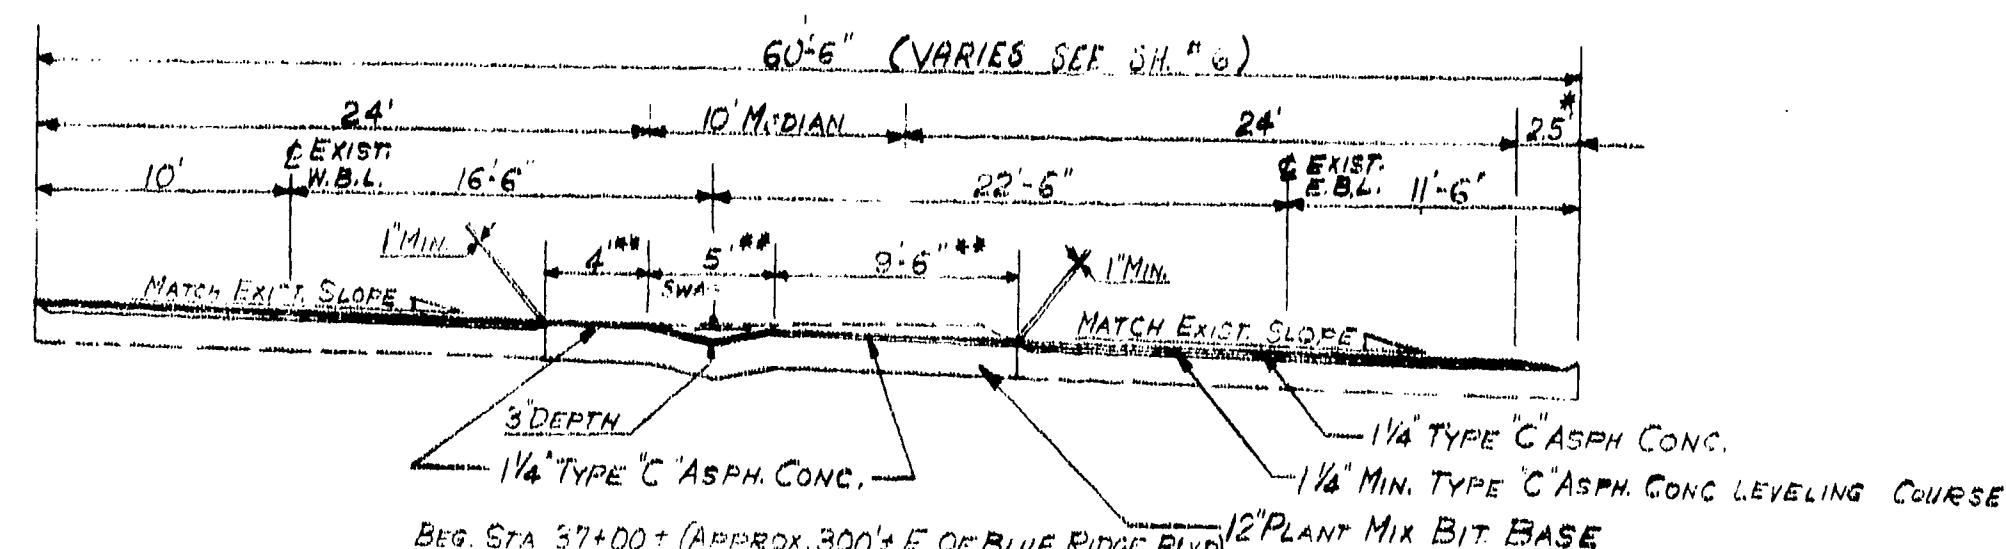 60'-6" (VARIES SEE SH. # 6)
24'
10' MEDIAN
24'
2.5'*
10'
℄ EXIST. W.B.L.
16'-6"
22'-6"
℄ EXIST. E.B.L.
11'-6"
1" MIN.
4'**
5'**
9'-6"**
1" MIN.
MATCH EXIST. SLOPE
MATCH EXIST. SLOPE
3" DEPTH
1¼" TYPE "C" ASPH. CONC.
1¼" TYPE "C" ASPH CONC.
1¼" MIN. TYPE "C" ASPH. CONC LEVELING COURSE
12" PLANT MIX BIT. BASE
BEG. STA 37+00± (APPROX. 300'± E OF BLUE RIDGE BLVD)